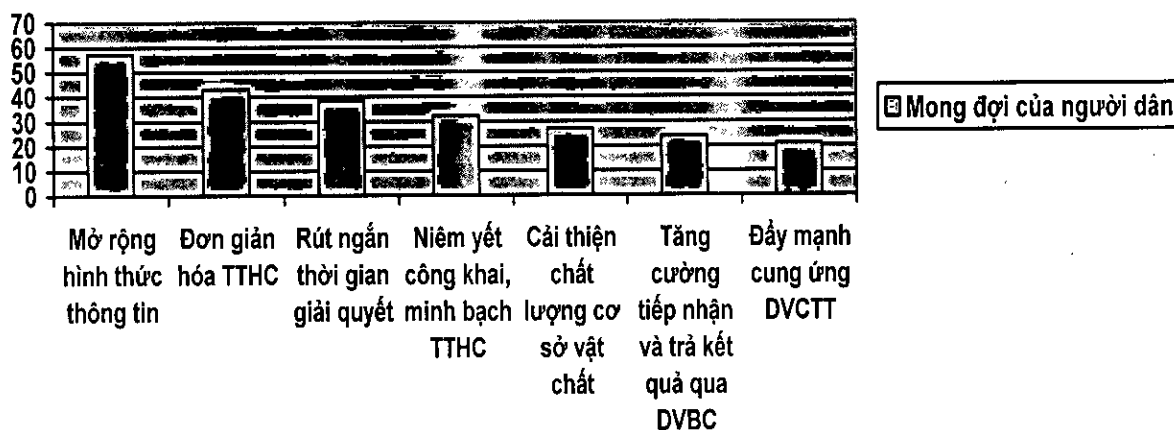 70
60
50
40
30
20
10
0
Mong đợi của người dân
Mở rộng
hình thức
thông tin
Đơn giản
hóa TTHC
Rút ngắn
thời gian
giải quyết
Niêm yết
công khai,
minh bạch
TTHC
Cải thiện
chất
lượng cơ
sở vật
chất
Tăng
cường
tiếp nhận
và trả kết
quả qua
DVBC
Đẩy mạnh
cung ứng
DVCTT